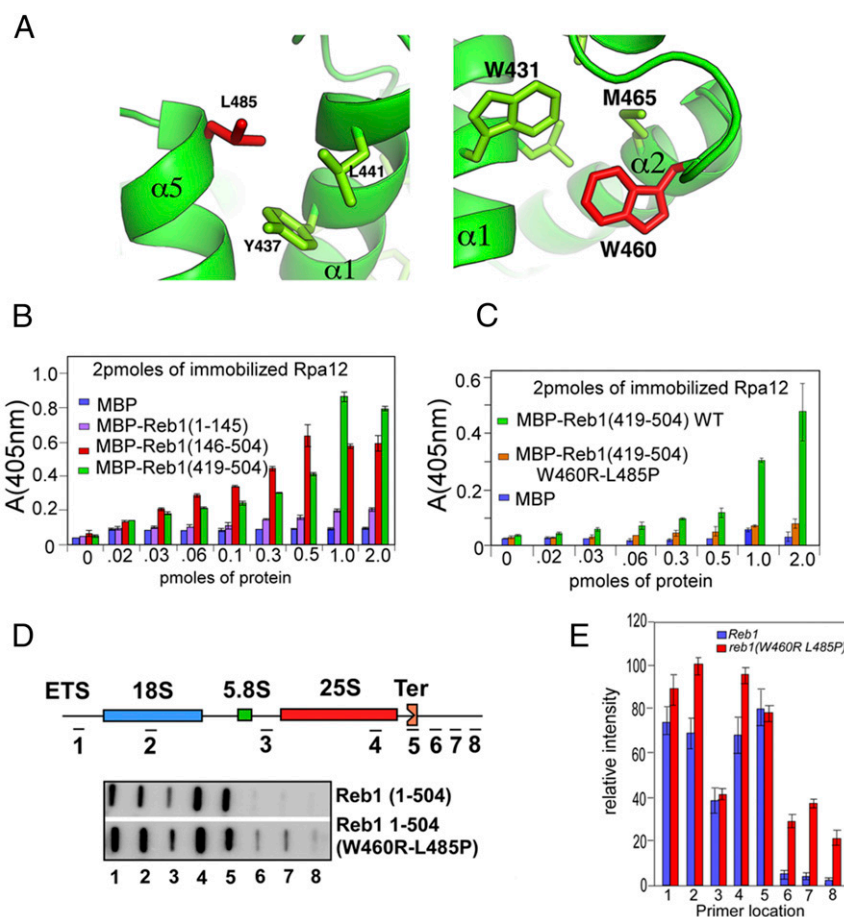 A
L485
L441
α5
Y437
α1
W431
M465
α2
α1
W460
B
2pmoles of immobilized Rpa12
MBP
MBP-Reb1(1-145)
MBP-Reb1(146-504)
MBP-Reb1(419-504)
A(405nm)
1.0
0.8
0.6
0.4
0.2
0
0 .02 .03 .06 0.1 0.3 0.5 1.0 2.0
pmoles of protein
C
2pmoles of immobilized Rpa12
MBP-Reb1(419-504) WT
MBP-Reb1(419-504)
W460R-L485P
MBP
A(405nm)
0.6
0.4
0.2
0
0 .02 .03 .06 0.3 0.5 1.0 2.0
pmoles of protein
D
ETS 18S 5.8S 25S Ter
1 2 3 4 5 6 7 8
Reb1 (1-504)
Reb1 1-504
(W460R-L485P)
1 2 3 4 5 6 7 8
E
Reb1
reb1(W460R L485P)
relative intensity
120
100
80
60
40
20
0
1 2 3 4 5 6 7 8
Primer location